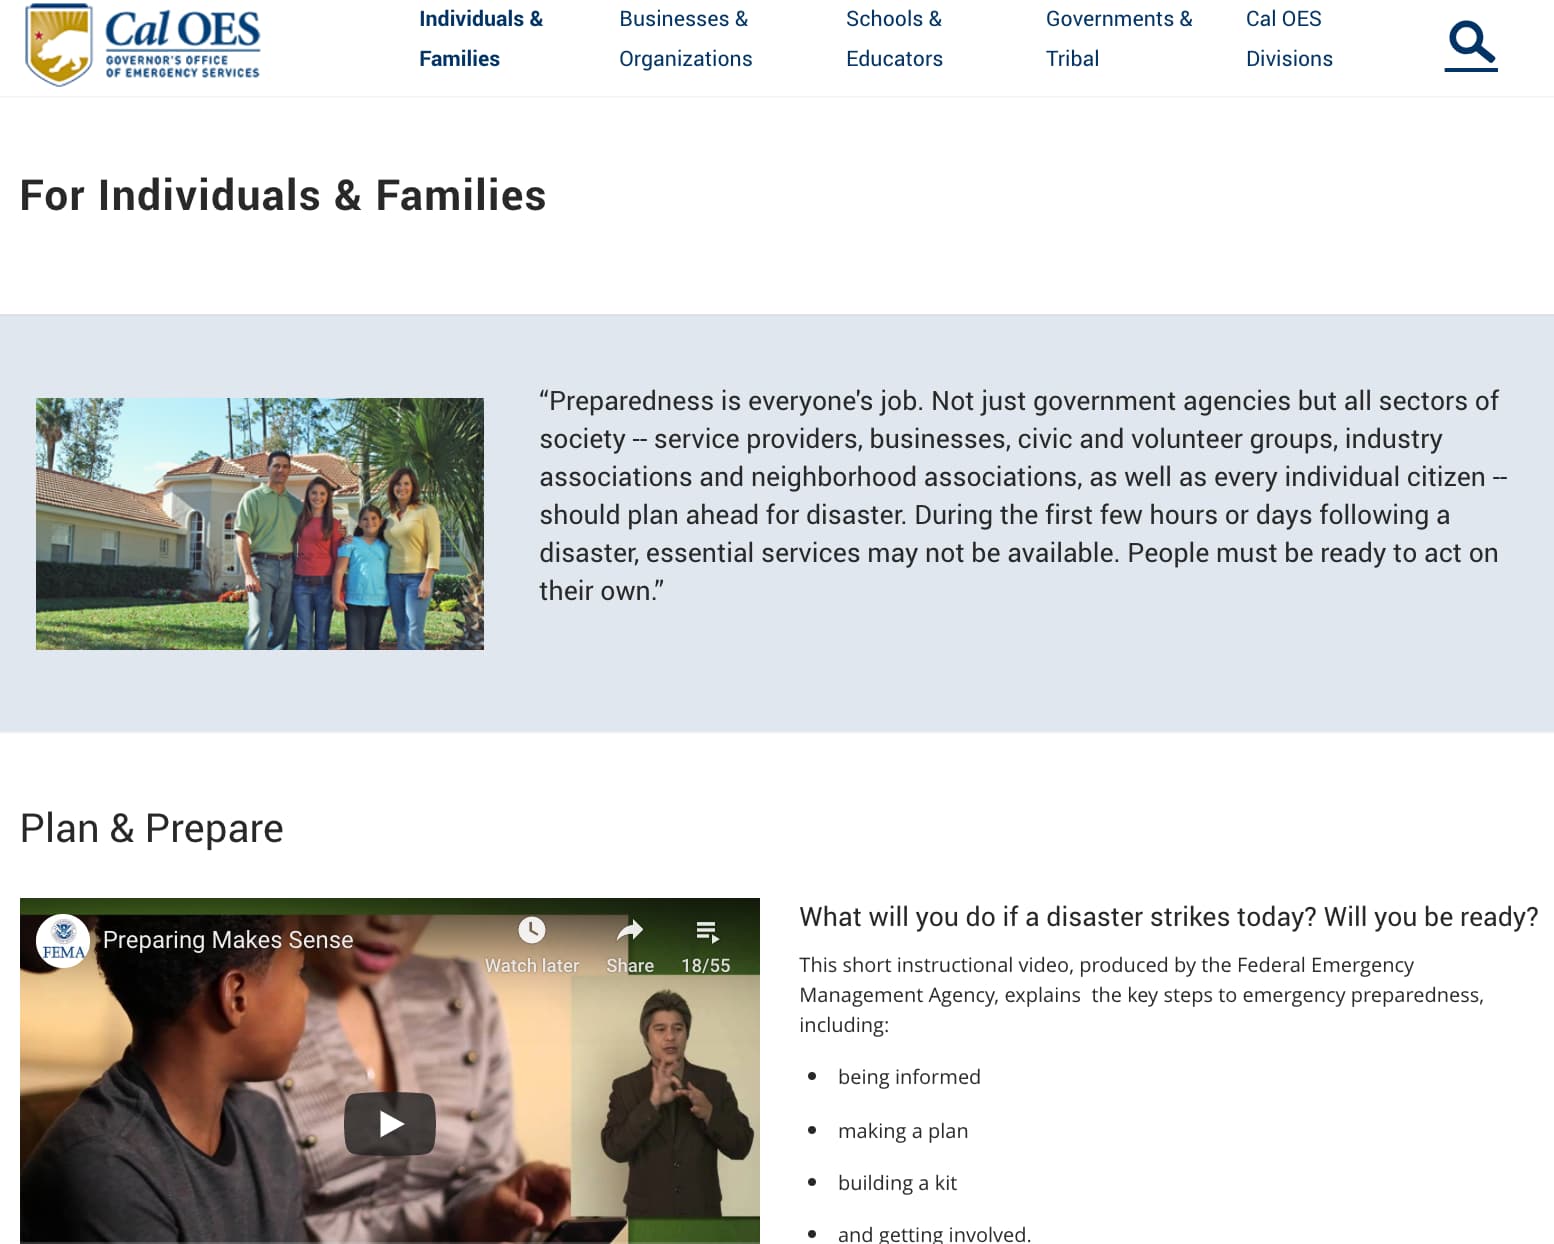 Cal OES
GOVERNOR'S OFFICE
OF EMERGENCY SERVICES
Individuals &
Families
Businesses &
Organizations
Schools &
Educators
Governments &
Tribal
Cal OES
Divisions
For Individuals & Families
“Preparedness is everyone's job. Not just government agencies but all sectors of
society -- service providers, businesses, civic and volunteer groups, industry
associations and neighborhood associations, as well as every individual citizen --
should plan ahead for disaster. During the first few hours or days following a
disaster, essential services may not be available. People must be ready to act on
their own.”
Plan & Prepare
FEMA
Preparing Makes Sense
Watch later
Share
18/55
What will you do if a disaster strikes today? Will you be ready?
This short instructional video, produced by the Federal Emergency
Management Agency, explains  the key steps to emergency preparedness,
including:
• being informed
• making a plan
• building a kit
• and getting involved.